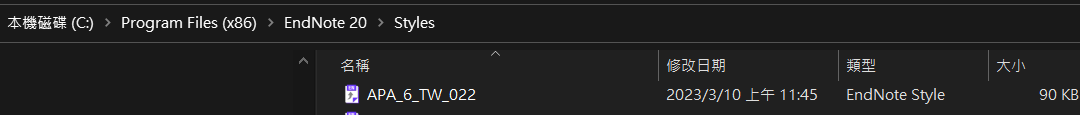 本機磁碟 (C:) › Program Files (x86) › EndNote 20 › Styles
名稱 修改日期 類型 大小
APA_6_TW_022 2023/3/10 上午 11:45 EndNote Style 90 KB